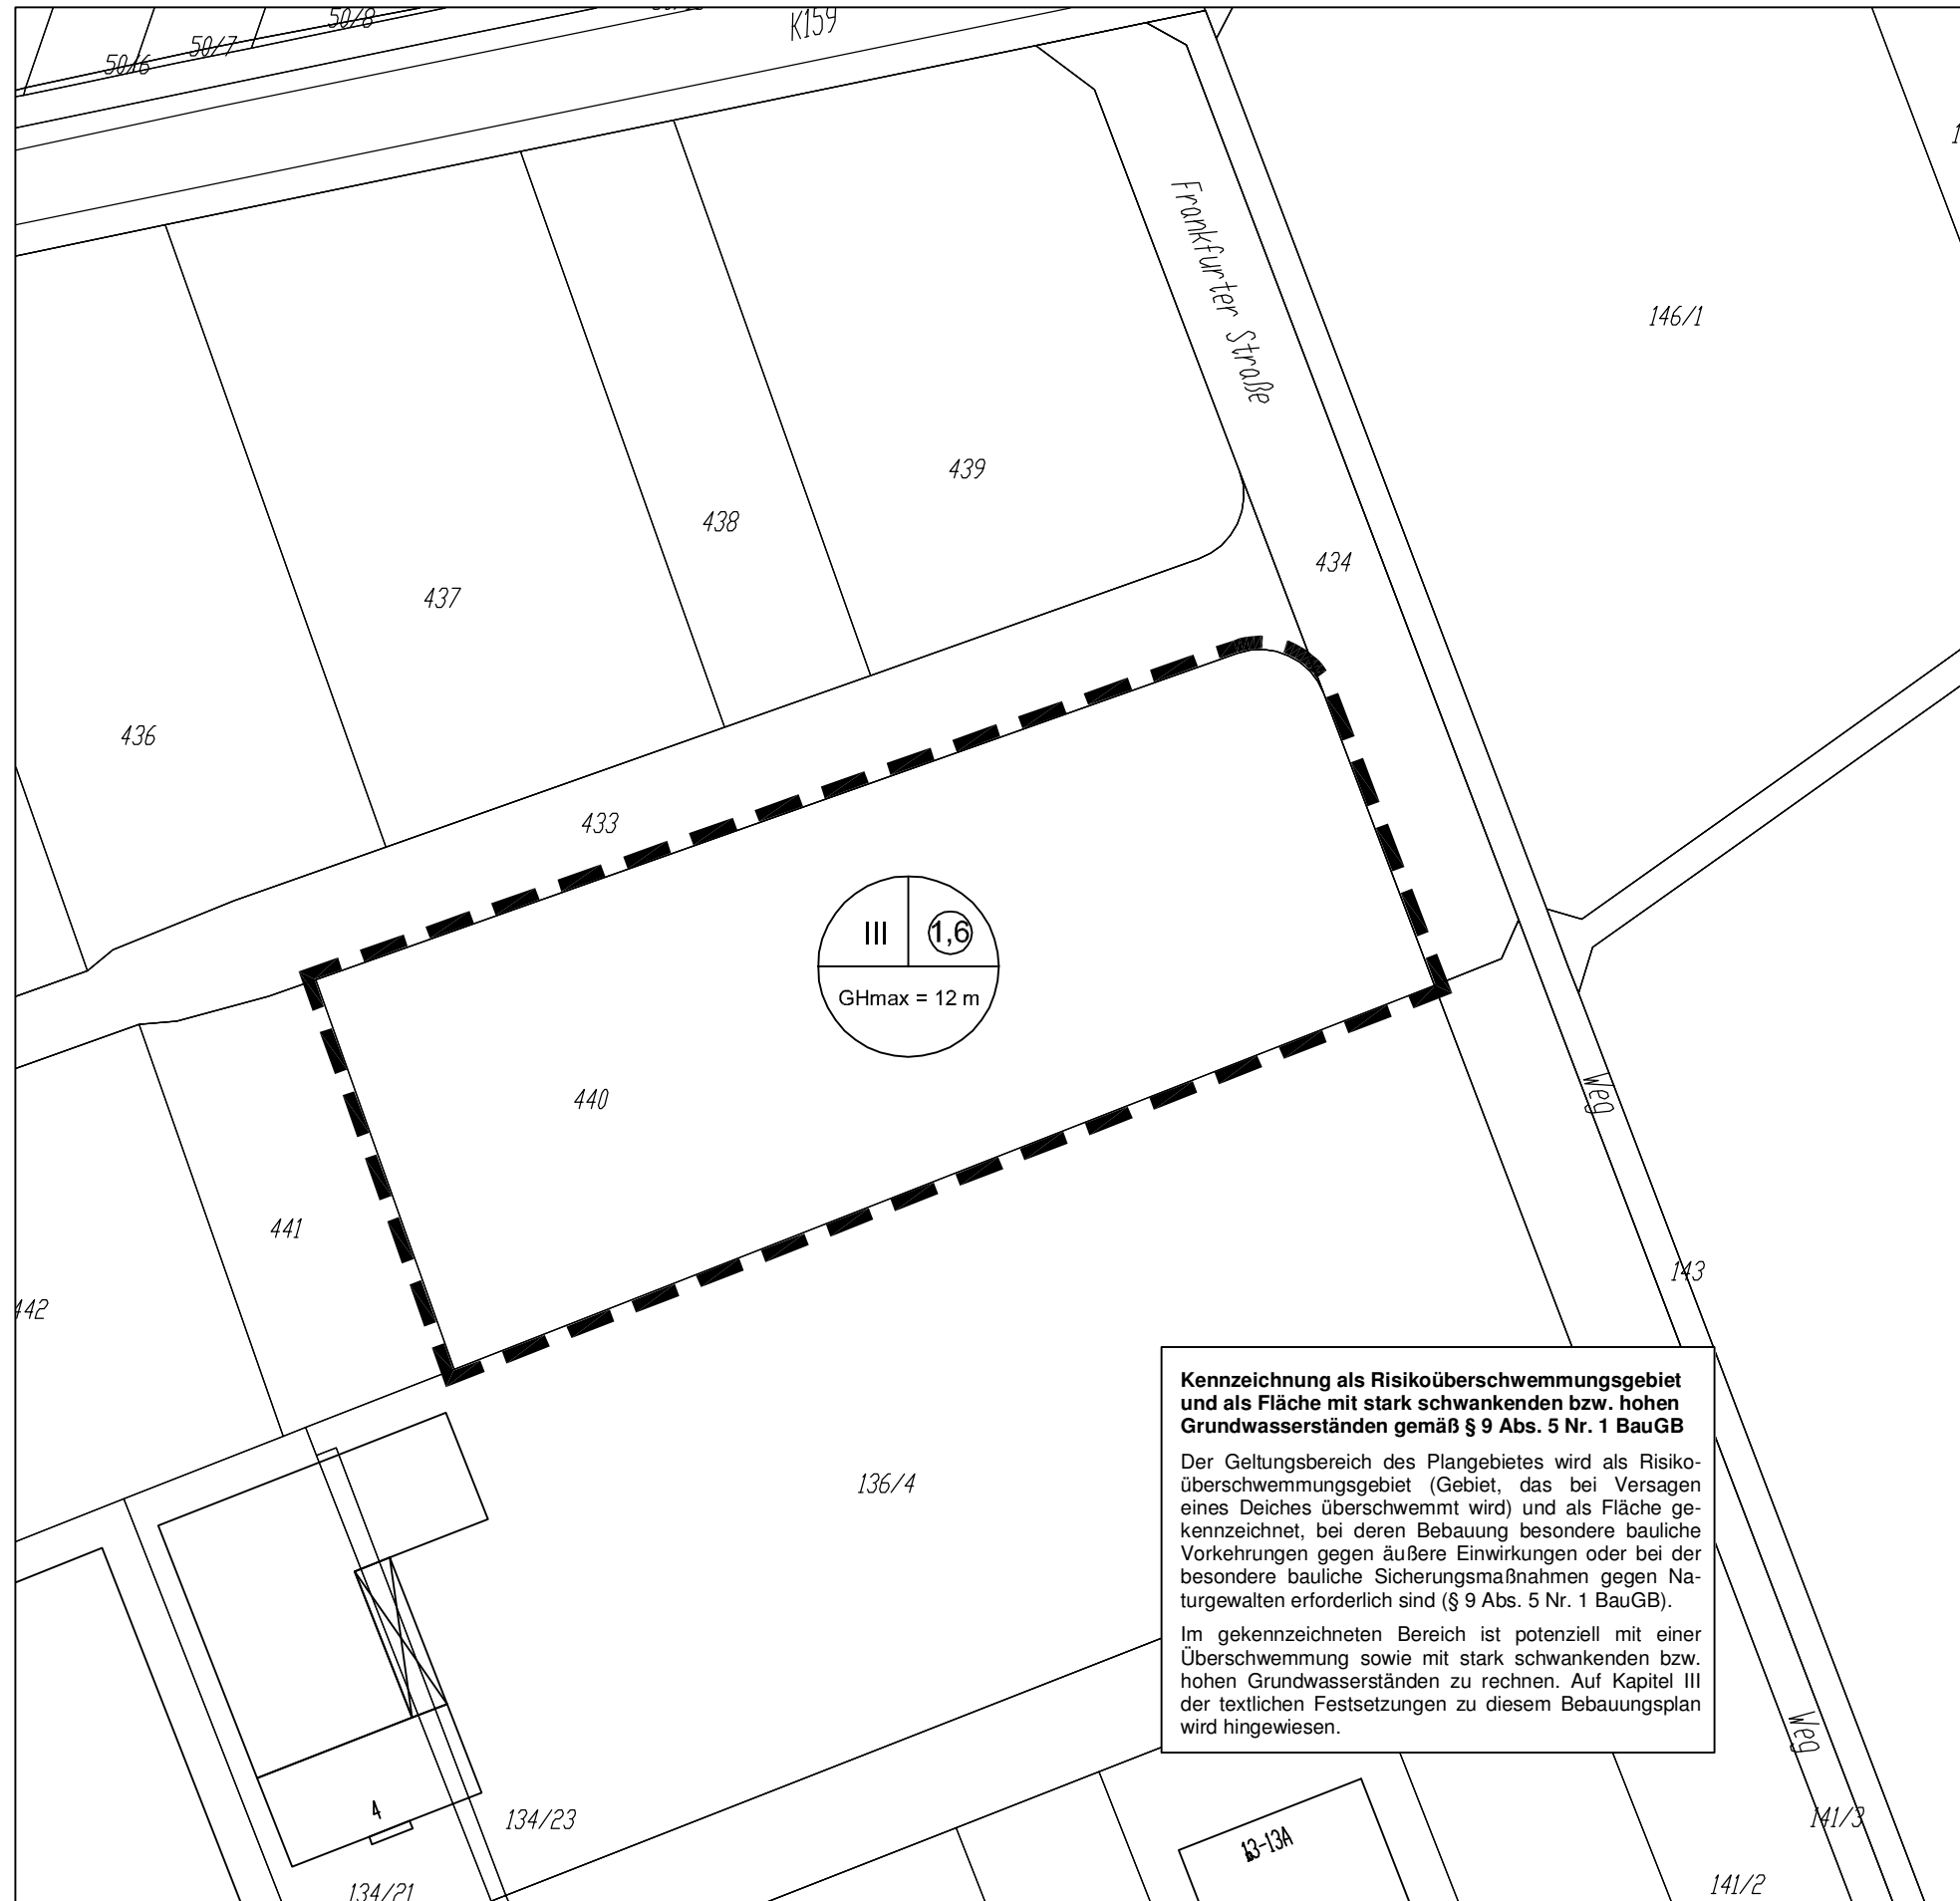 50/8
50/7
50/6
K159
Frankfurter Straße
146/1
439
438
434
437
436
433
III
1,6
GHmax = 12 m
440
Weg
441
143
442
Kennzeichnung als Risikoüberschwemmungsgebiet
und als Fläche mit stark schwankenden bzw. hohen
Grundwasserständen gemäß § 9 Abs. 5 Nr. 1 BauGB
Der Geltungsbereich des Plangebietes wird als Risiko-
überschwemmungsgebiet (Gebiet, das bei Versagen
eines Deiches überschwemmt wird) und als Fläche ge-
kennzeichnet, bei deren Bebauung besondere bauliche
Vorkehrungen gegen äußere Einwirkungen oder bei der
besondere bauliche Sicherungsmaßnahmen gegen Na-
turgewalten erforderlich sind (§ 9 Abs. 5 Nr. 1 BauGB).
Im gekennzeichneten Bereich ist potenziell mit einer
Überschwemmung sowie mit stark schwankenden bzw.
hohen Grundwasserständen zu rechnen. Auf Kapitel III
der textlichen Festsetzungen zu diesem Bebauungsplan
wird hingewiesen.
136/4
Weg
4
134/23
13-13A
141/3
134/21
141/2